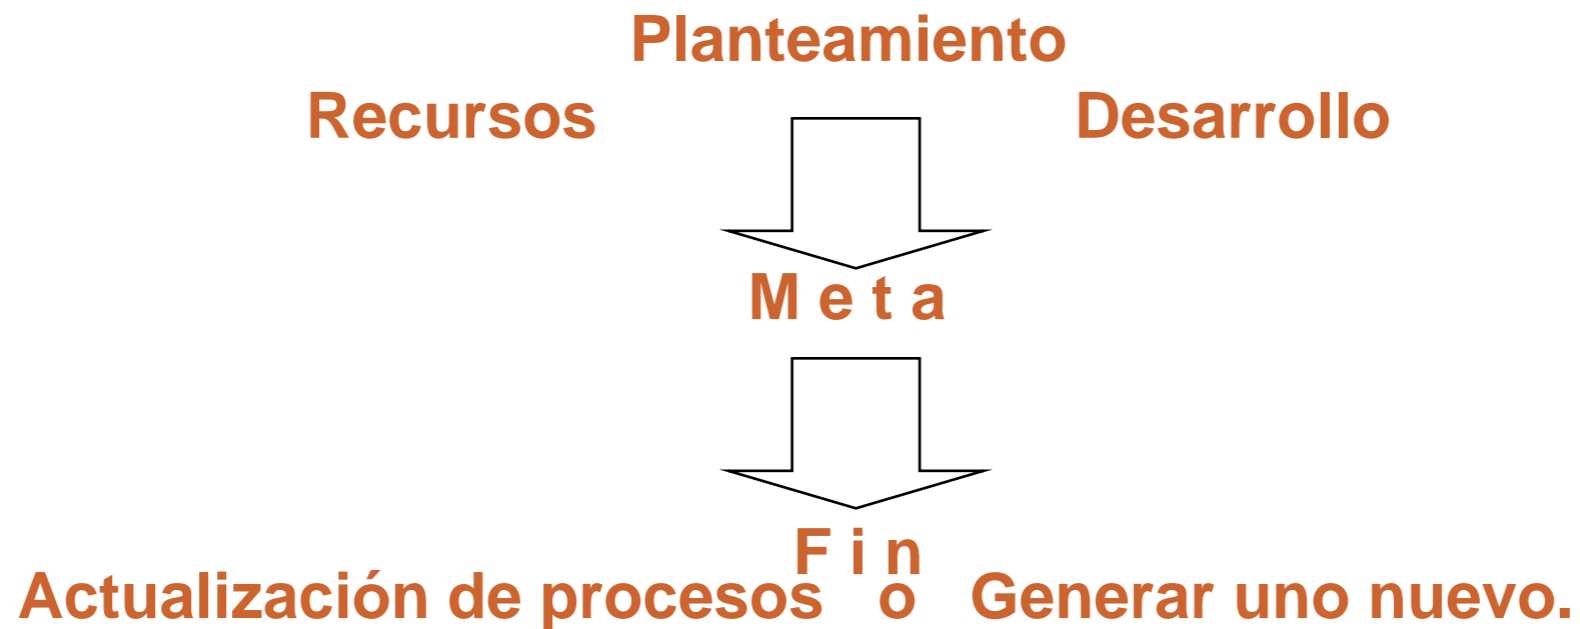 Planteamiento
Recursos Desarrollo
M e t a
F i n
Actualización de procesos o Generar uno nuevo.